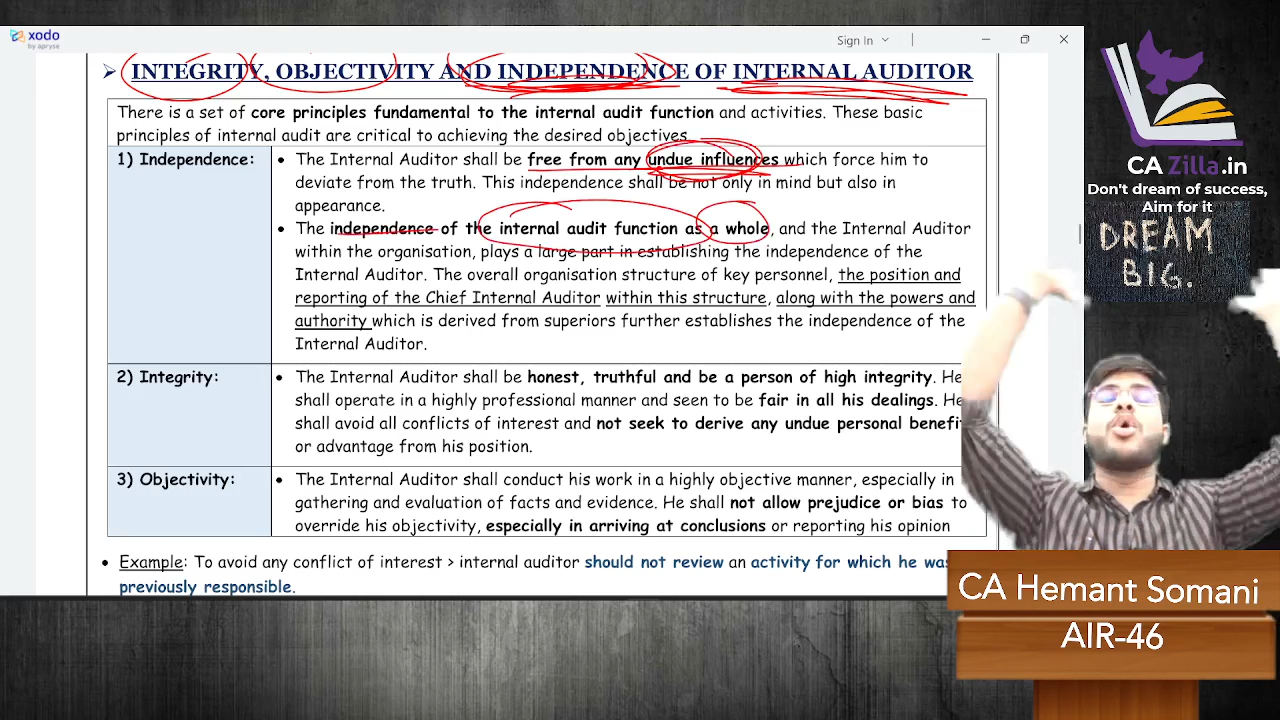 xodo
by apryse
Sign In
INTEGRITY, OBJECTIVITY AND INDEPENDENCE OF INTERNAL AUDITOR
There is a set of core principles fundamental to the internal audit function and activities. These basic
principles of internal audit are critical to achieving the desired objectives.
1) Independence:
• The Internal Auditor shall be free from any undue influences which force him to
deviate from the truth. This independence shall be not only in mind but also in
appearance.
• The independence of the internal audit function as a whole, and the Internal Auditor
within the organisation, plays a large part in establishing the independence of the
Internal Auditor. The overall organisation structure of key personnel, the position and
reporting of the Chief Internal Auditor within this structure, along with the powers and
authority which is derived from superiors further establishes the independence of the
Internal Auditor.
2) Integrity:
• The Internal Auditor shall be honest, truthful and be a person of high integrity. He
shall operate in a highly professional manner and seen to be fair in all his dealings. He
shall avoid all conflicts of interest and not seek to derive any undue personal benefit
or advantage from his position.
3) Objectivity:
• The Internal Auditor shall conduct his work in a highly objective manner, especially in
gathering and evaluation of facts and evidence. He shall not allow prejudice or bias to
override his objectivity, especially in arriving at conclusions or reporting his opinion
• Example: To avoid any conflict of interest > internal auditor should not review an activity for which he was
previously responsible.
CA Zilla.in
Don't dream of success,
Aim for it
DREAM
BIG.
CA Hemant Somani
AIR-46